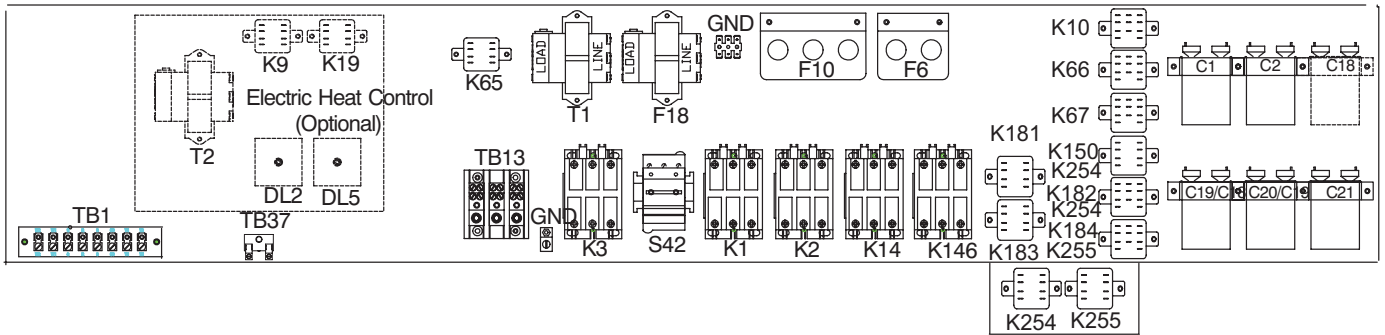 K9
K19
Electric Heat Control
(Optional)
T2
DL2
DL5
TB1
TB37
K65
LOAD
LINE
T1
LOAD
LINE
F18
GND
F10
F6
TB13
GND
K3
S42
K1
K2
K14
K146
K181
K183
K10
K66
K67
K150
K254
K182
K254
K184
K255
C1
C2
C18
C20/C19
C21
K254
K255